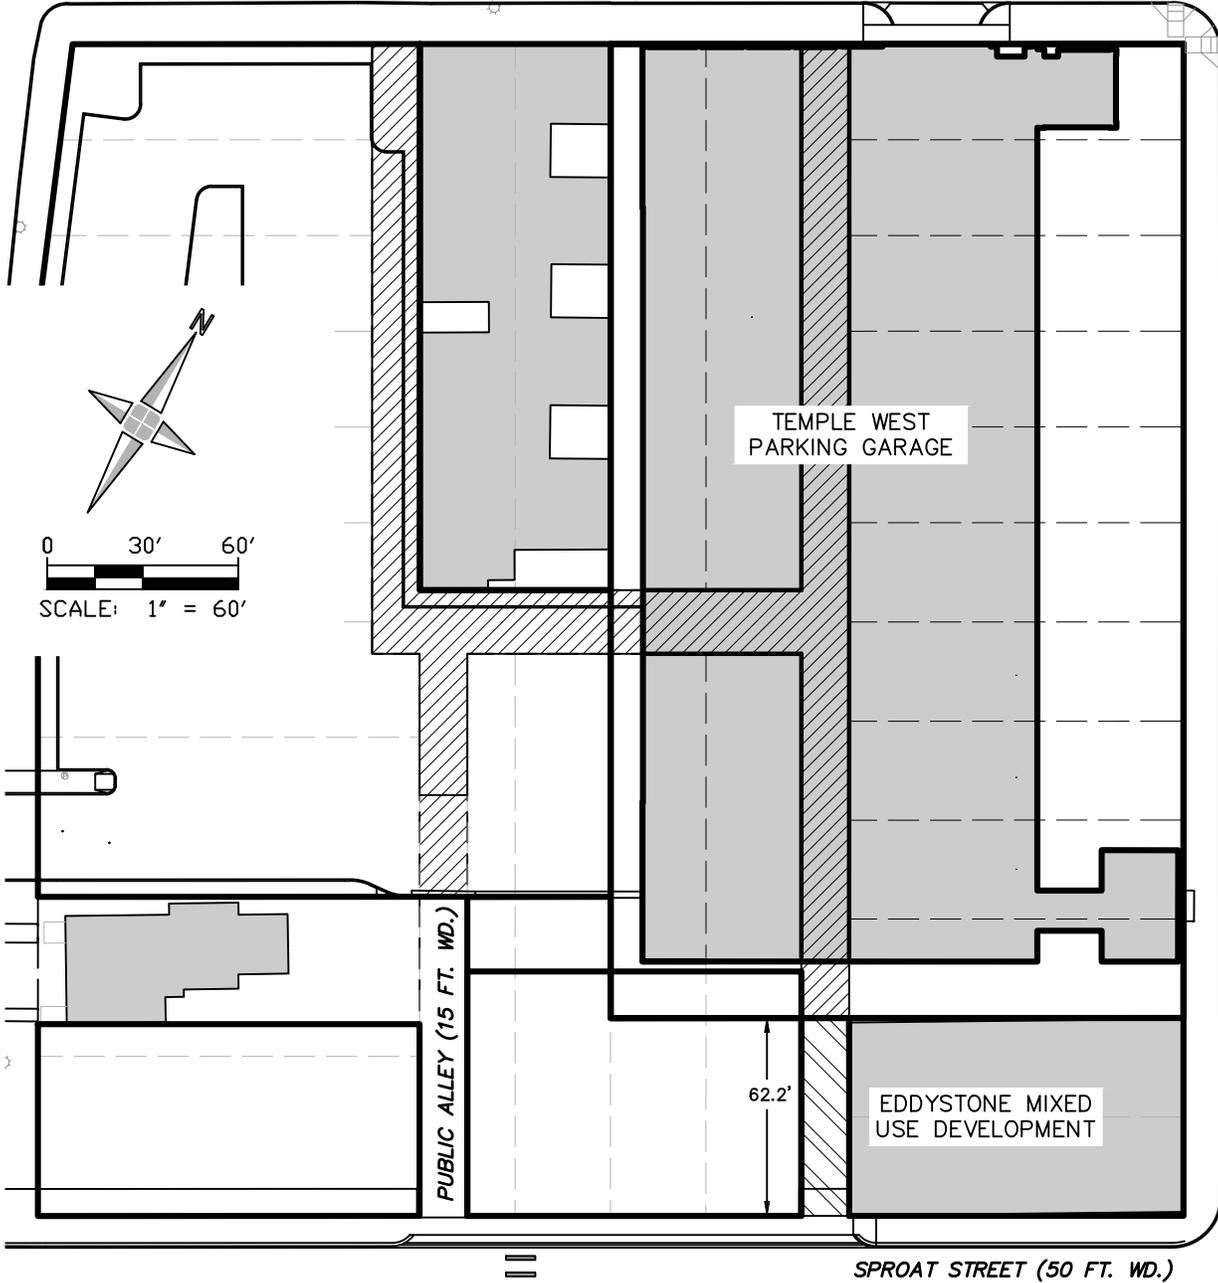 N
0 30' 60'
SCALE: 1" = 60'
TEMPLE WEST
PARKING GARAGE
PUBLIC ALLEY (15 FT. WD.)
62.2'
EDDYSTONE MIXED
USE DEVELOPMENT
SPROAT STREET (50 FT. WD.)